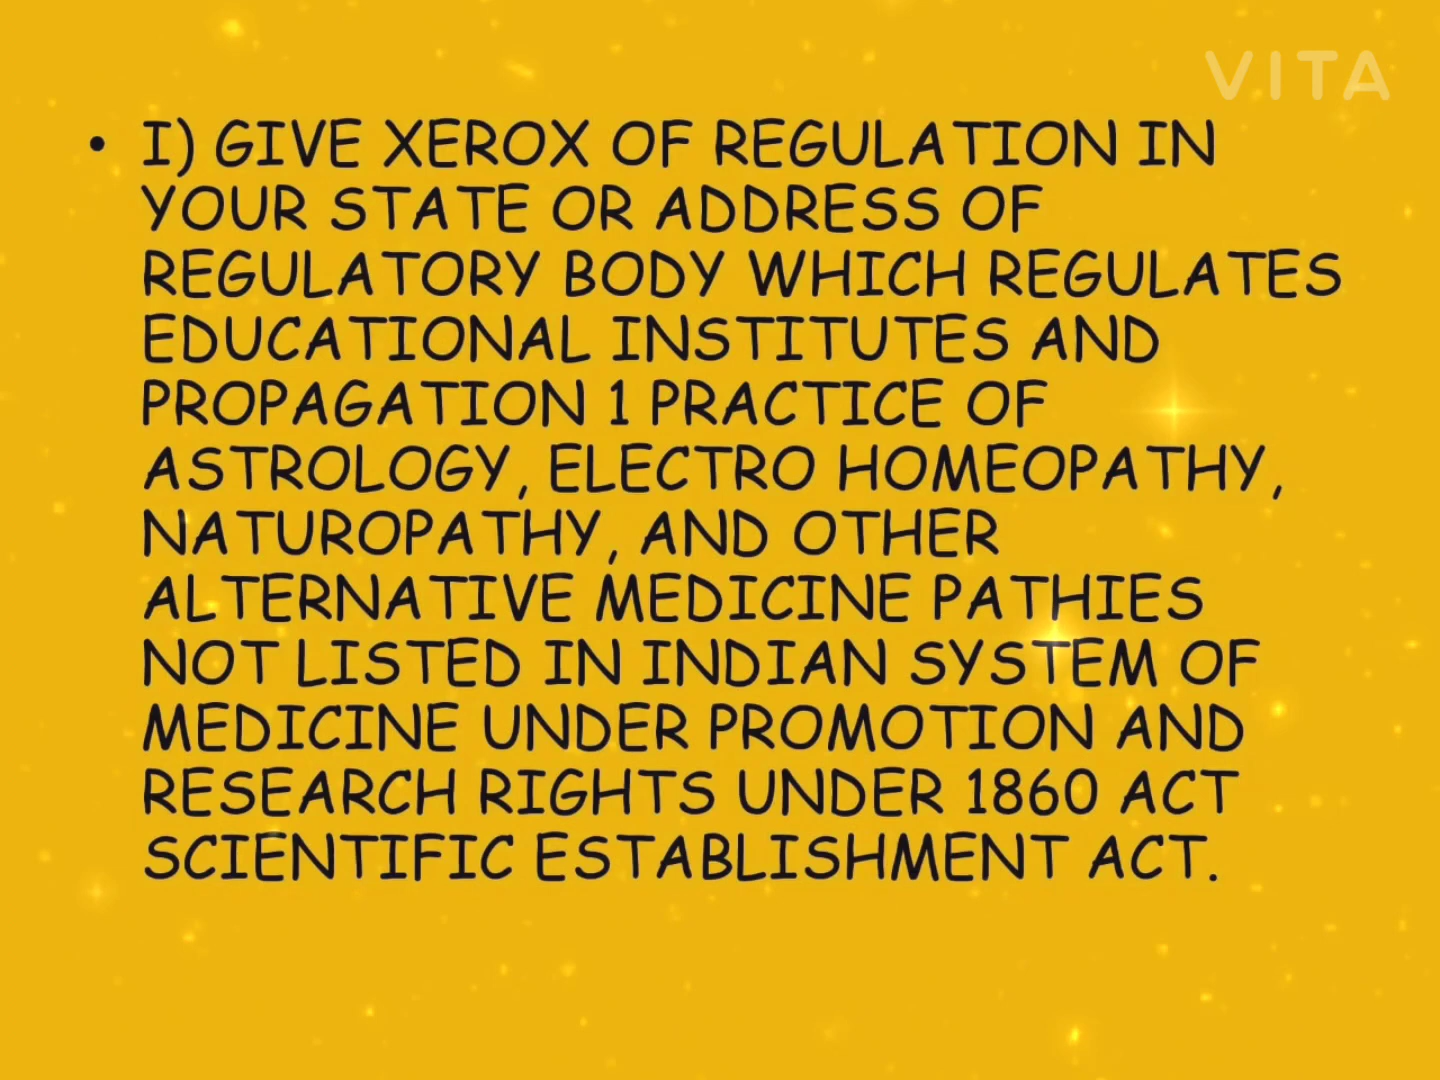 VITA
• I) GIVE XEROX OF REGULATION IN
YOUR STATE OR ADDRESS OF
REGULATORY BODY WHICH REGULATES
EDUCATIONAL INSTITUTES AND
PROPAGATION 1 PRACTICE OF
ASTROLOGY, ELECTRO HOMEOPATHY,
NATUROPATHY, AND OTHER
ALTERNATIVE MEDICINE PATHIES
NOT LISTED IN INDIAN SYSTEM OF
MEDICINE UNDER PROMOTION AND
RESEARCH RIGHTS UNDER 1860 ACT
SCIENTIFIC ESTABLISHMENT ACT.